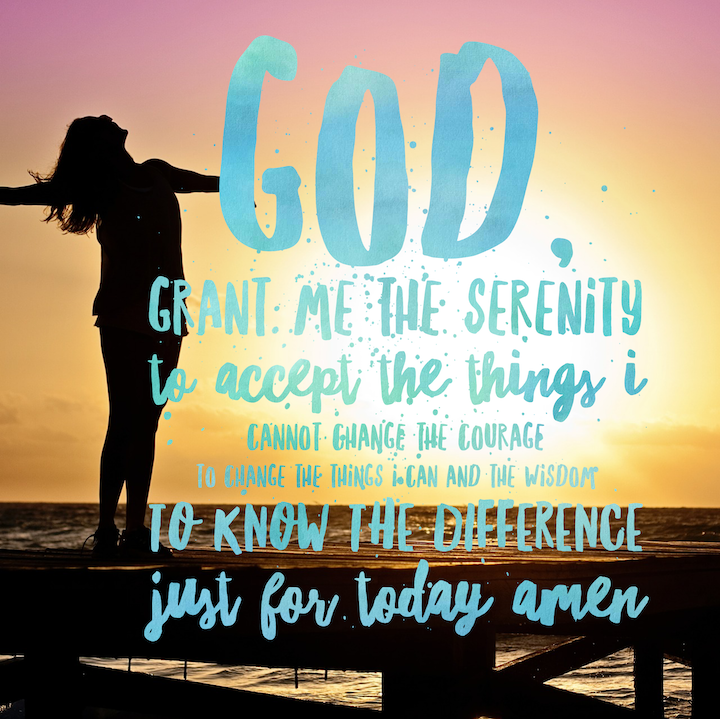 GOD,
GRANT ME THE SERENITY
to accept the things i
CANNOT CHANGE THE COURAGE
TO CHANGE THE THINGS I CAN AND THE WISDOM
TO KNOW THE DIFFERENCE
just for today amen